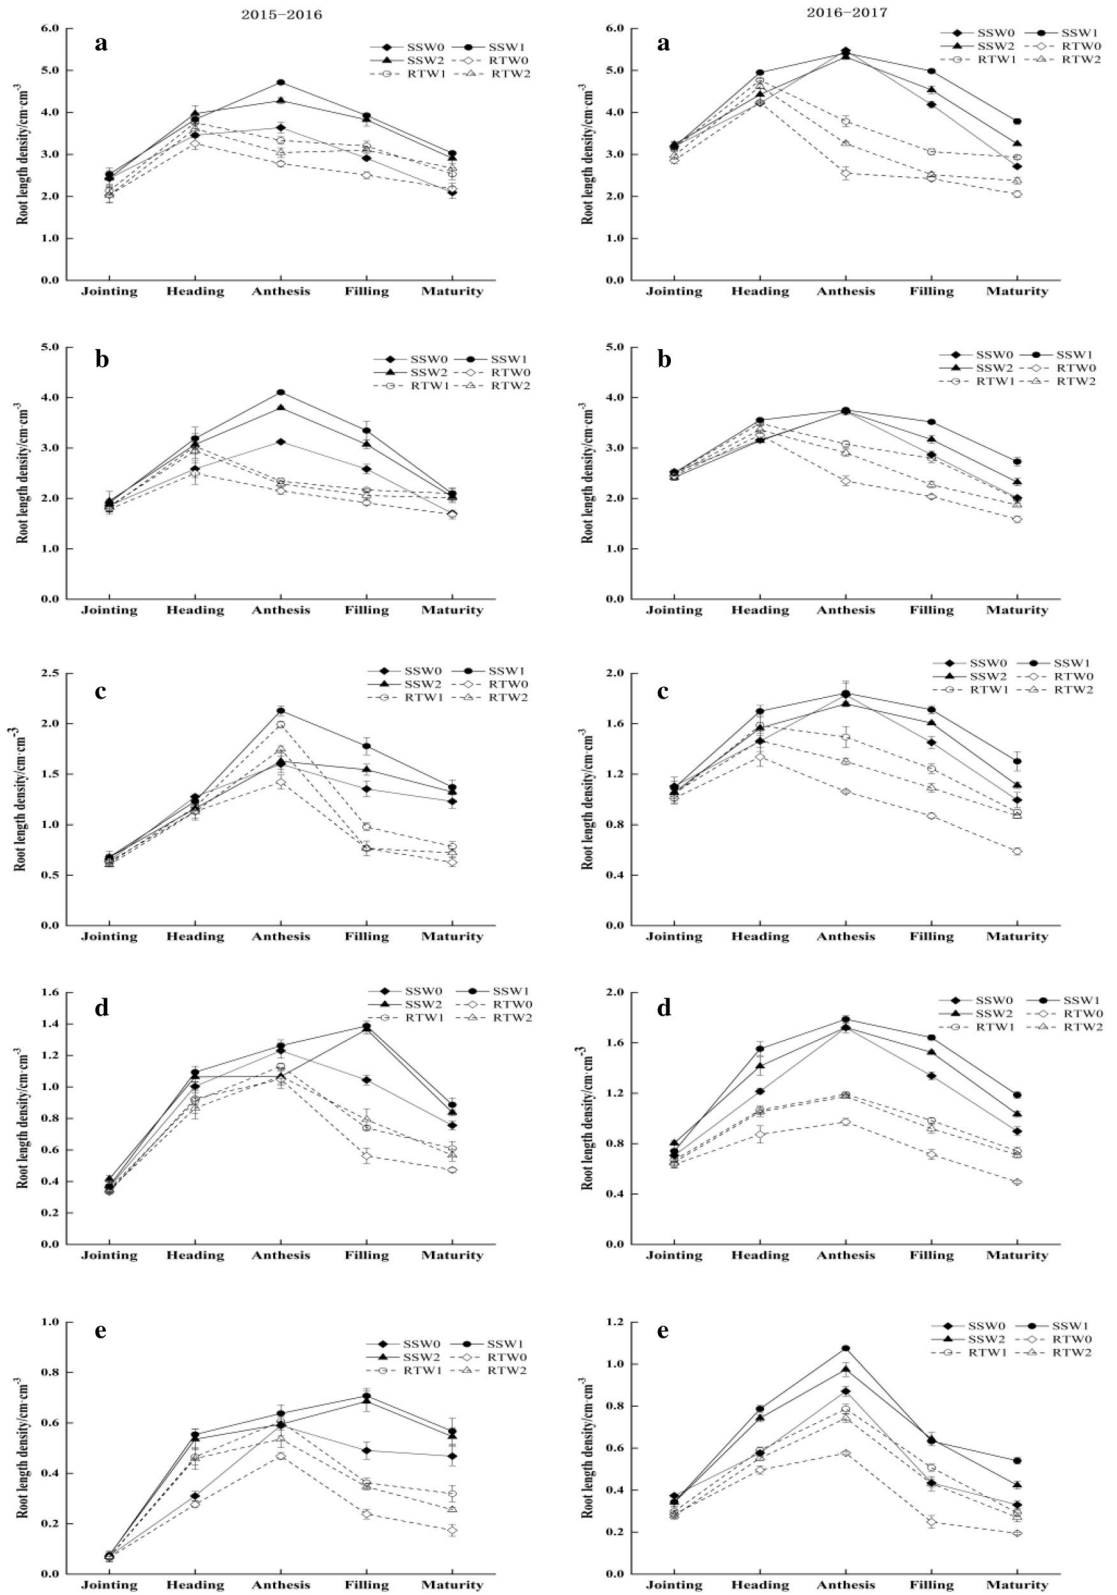 2015-2016
a
SSW0 SSW1
SSW2 RTW0
RTW1 RTW2
Root length density/cm·cm⁻³
6.0
5.0
4.0
3.0
2.0
1.0
0.0
Jointing Heading Anthesis Filling Maturity
2016-2017
a
SSW0 SSW1
SSW2 RTW0
RTW1 RTW2
Root length density/cm·cm⁻³
6.0
5.0
4.0
3.0
2.0
1.0
0.0
Jointing Heading Anthesis Filling Maturity
b
SSW0 SSW1
SSW2 RTW0
RTW1 RTW2
Root length density/cm·cm⁻³
5.0
4.0
3.0
2.0
1.0
0.0
Jointing Heading Anthesis Filling Maturity
b
SSW0 SSW1
SSW2 RTW0
RTW1 RTW2
Root length density/cm·cm⁻³
5.0
4.0
3.0
2.0
1.0
0.0
Jointing Heading Anthesis Filling Maturity
c
SSW0 SSW1
SSW2 RTW0
RTW1 RTW2
Root length density/cm·cm⁻³
2.5
2.0
1.5
1.0
0.5
0.0
Jointing Heading Anthesis Filling Maturity
c
SSW0 SSW1
SSW2 RTW0
RTW1 RTW2
Root length density/cm·cm⁻³
2.0
1.6
1.2
0.8
0.4
0.0
Jointing Heading Anthesis Filling Maturity
d
SSW0 SSW1
SSW2 RTW0
RTW1 RTW2
Root length density/cm·cm⁻³
1.6
1.4
1.2
1.0
0.8
0.6
0.4
0.2
0.0
Jointing Heading Anthesis Filling Maturity
d
SSW0 SSW1
SSW2 RTW0
RTW1 RTW2
Root length density/cm·cm⁻³
2.0
1.6
1.2
0.8
0.4
0.0
Jointing Heading Anthesis Filling Maturity
e
SSW0 SSW1
SSW2 RTW0
RTW1 RTW2
Root length density/cm·cm⁻³
1.0
0.8
0.6
0.4
0.2
0.0
Jointing Heading Anthesis Filling Maturity
e
SSW0 SSW1
SSW2 RTW0
RTW1 RTW2
Root length density/cm·cm⁻³
1.2
1.0
0.8
0.6
0.4
0.2
0.0
Jointing Heading Anthesis Filling Maturity